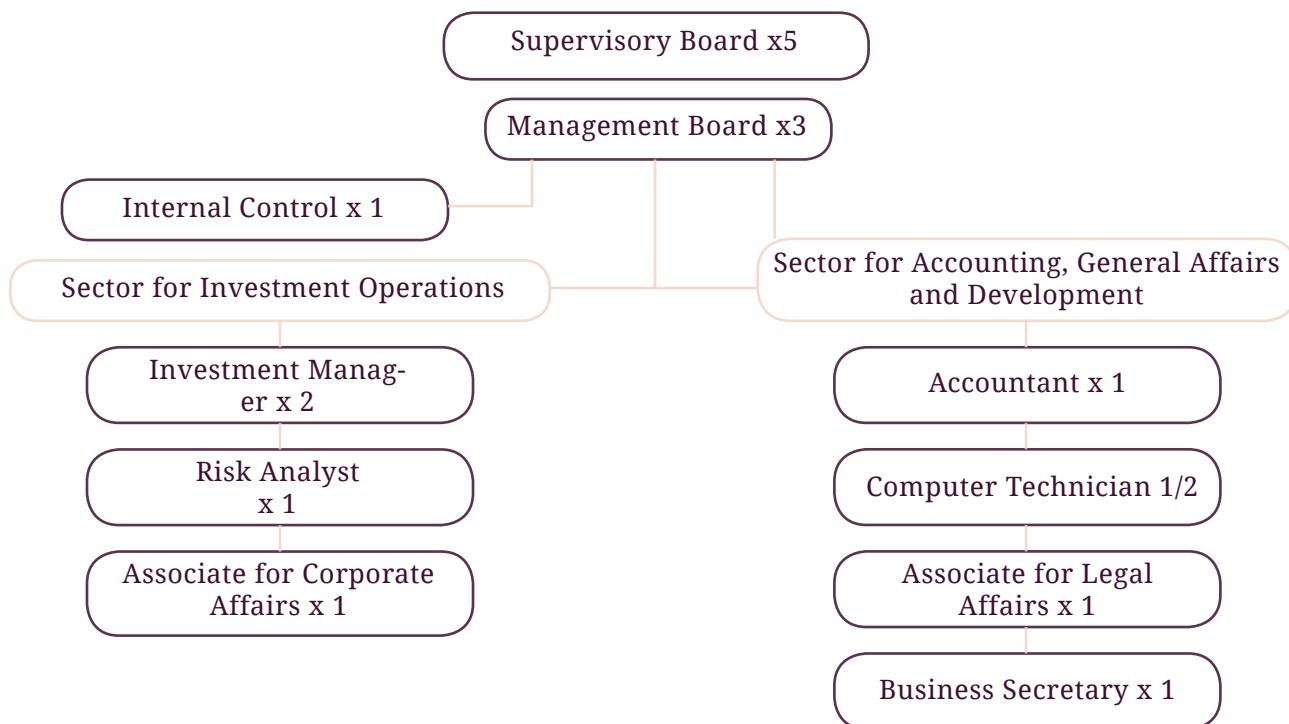 Supervisory Board x5
Management Board x3
Internal Control x 1
Sector for Investment Operations
Sector for Accounting, General Affairs
and Development
Investment Manag-
er x 2
Accountant x 1
Risk Analyst
x 1
Computer Technician 1/2
Associate for Corporate
Affairs x 1
Associate for Legal
Affairs x 1
Business Secretary x 1